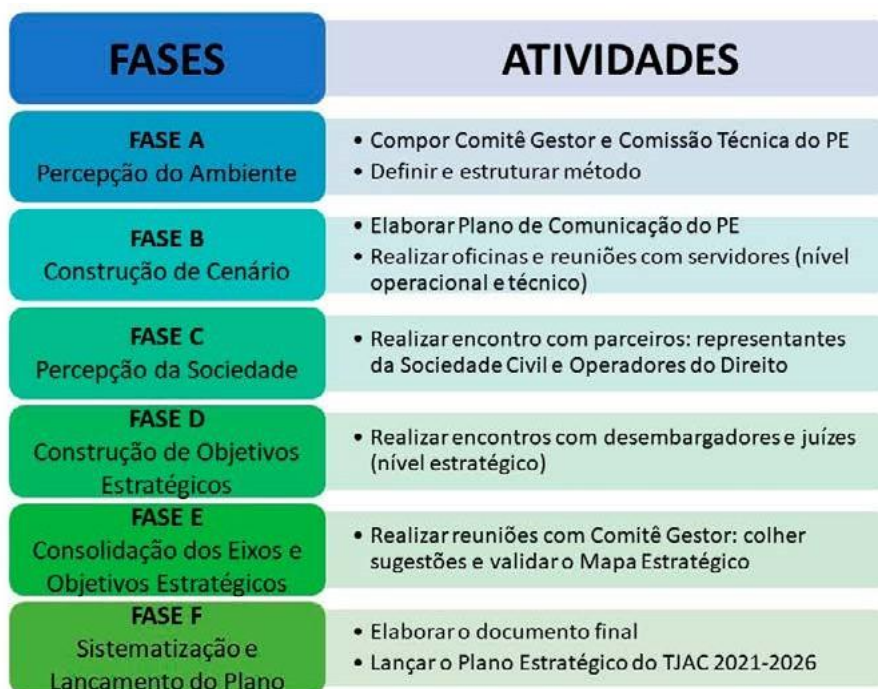 FASES
ATIVIDADES
FASE A
Percepção do Ambiente
• Compor Comitê Gestor e Comissão Técnica do PE
• Definir e estruturar método
FASE B
Construção de Cenário
• Elaborar Plano de Comunicação do PE
• Realizar oficinas e reuniões com servidores (nível
operacional e técnico)
FASE C
Percepção da Sociedade
• Realizar encontro com parceiros: representantes
da Sociedade Civil e Operadores do Direito
FASE D
Construção de Objetivos
Estratégicos
• Realizar encontros com desembargadores e juízes
(nível estratégico)
FASE E
Consolidação dos Eixos e
Objetivos Estratégicos
• Realizar reuniões com Comitê Gestor: colher
sugestões e validar o Mapa Estratégico
FASE F
Sistematização e
Lançamento do Plano
• Elaborar o documento final
• Lançar o Plano Estratégico do TJAC 2021-2026